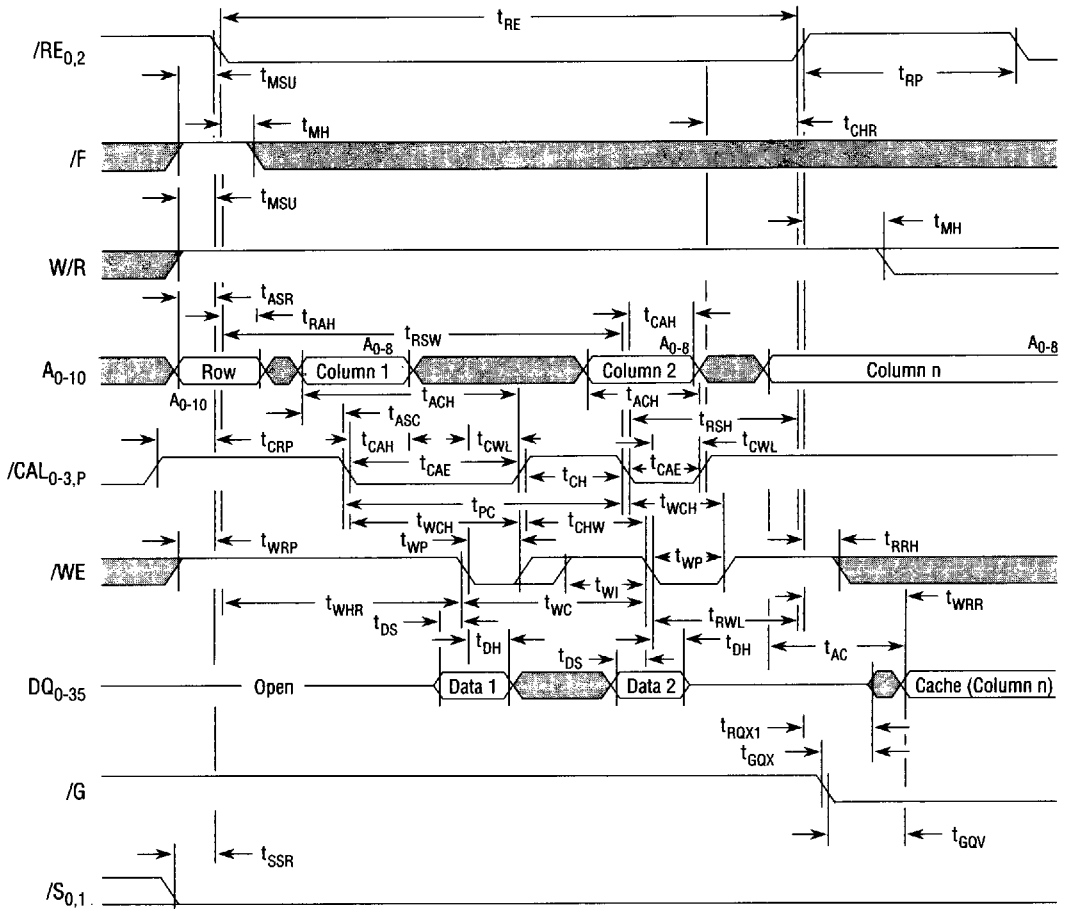 tRE
/RE0,2
tMSU
tRP
tMH
tCHR
/F
tMSU
tMH
W/R
tASR
tRAH
tCAH
tRSW
A0-8
A0-8
A0-8
A0-10
Row
Column 1
Column 2
Column n
A0-10
tACH
tACH
tASC
tRSH
tCRP
tCAH
tCWL
tCWL
/CAL0-3,P
tCAE
tCH
tCAE
tPC
tWCH
tWCH
tCHW
tWRP
tWP
tRRH
/WE
tWP
tWI
tWHR
tWC
tWRR
tDS
tRWL
tDH
tDH
tAC
tDS
DQ0-35
Open
Data 1
Data 2
Cache (Column n)
tRQX1
tGQX
/G
tGQV
tSSR
/S0,1